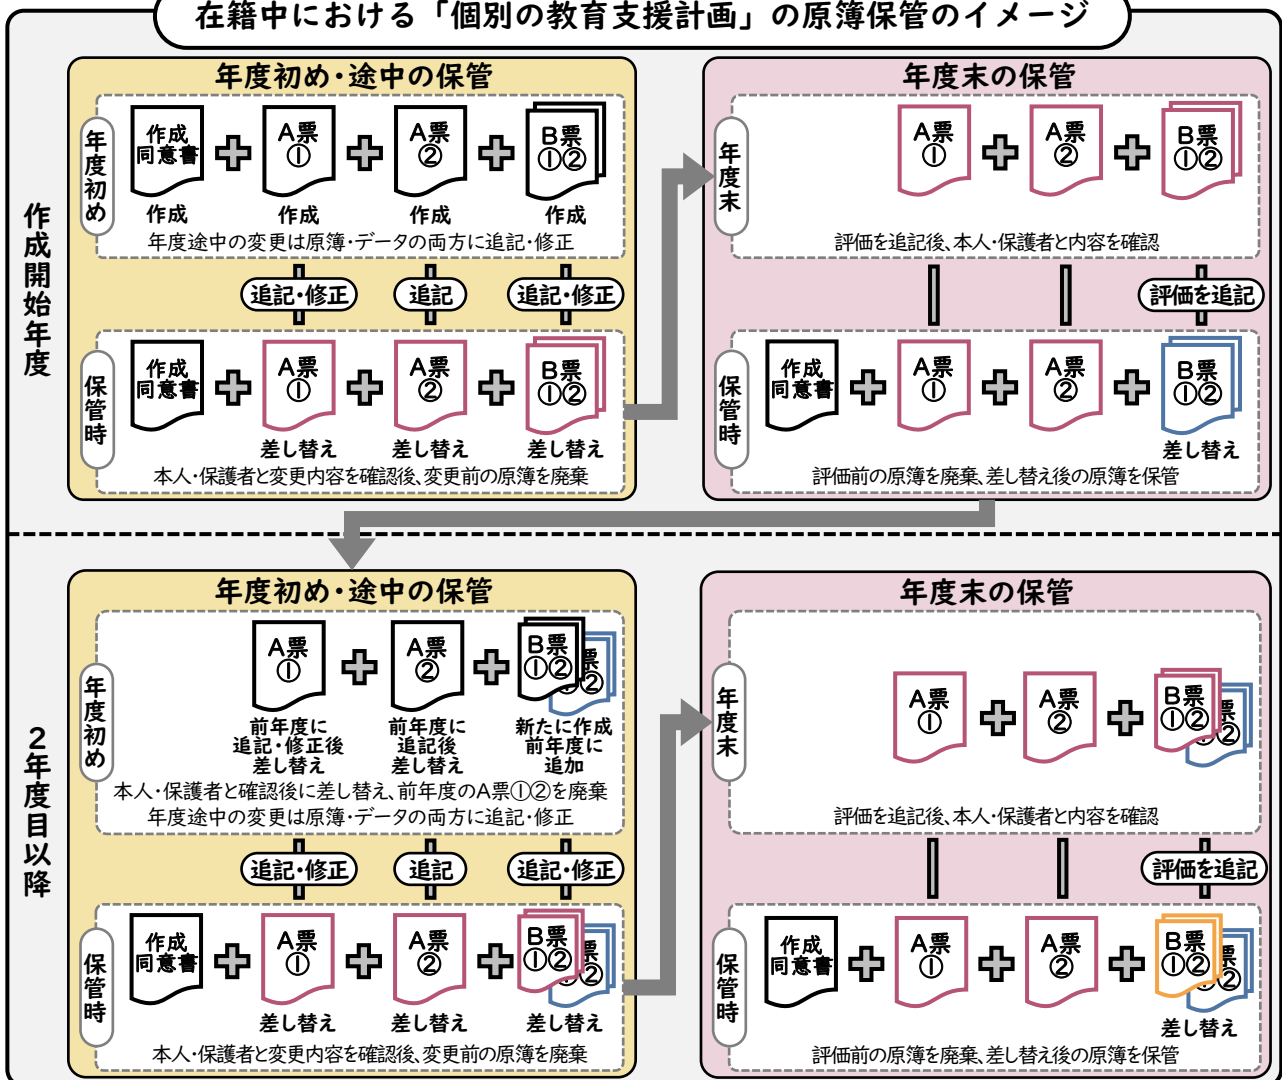 在籍中における「個別の教育支援計画」の原簿保管のイメージ
作成開始年度
年度初め・途中の保管
年度初め
作成
同意書
A票
①
A票
②
B票
①②
作成
作成
作成
作成
年度途中の変更は原簿・データの両方に追記・修正
追記・修正
追記
追記・修正
保管時
作成
同意書
A票
①
A票
②
B票
①②
差し替え
差し替え
差し替え
本人・保護者と変更内容を確認後、変更前の原簿を廃棄
年度末の保管
年度末
A票
①
A票
②
B票
①②
評価を追記後、本人・保護者と内容を確認
評価を追記
保管時
作成
同意書
A票
①
A票
②
B票
①②
差し替え
評価前の原簿を廃棄、差し替え後の原簿を保管
2年度目以降
年度初め・途中の保管
年度初め
A票
①
A票
②
B票
①②
票
②
前年度に
追記・修正後
差し替え
前年度に
追記後
差し替え
新たに作成
前年度に
追加
本人・保護者と確認後に差し替え、前年度のA票①②を廃棄
年度途中の変更は原簿・データの両方に追記・修正
追記・修正
追記
追記・修正
保管時
作成
同意書
A票
①
A票
②
B票
①②
票
②
差し替え
差し替え
差し替え
本人・保護者と変更内容を確認後、変更前の原簿を廃棄
年度末の保管
年度末
A票
①
A票
②
B票
①②
票
②
評価を追記後、本人・保護者と内容を確認
評価を追記
保管時
作成
同意書
A票
①
A票
②
B票
①②
票
②
差し替え
評価前の原簿を廃棄、差し替え後の原簿を保管